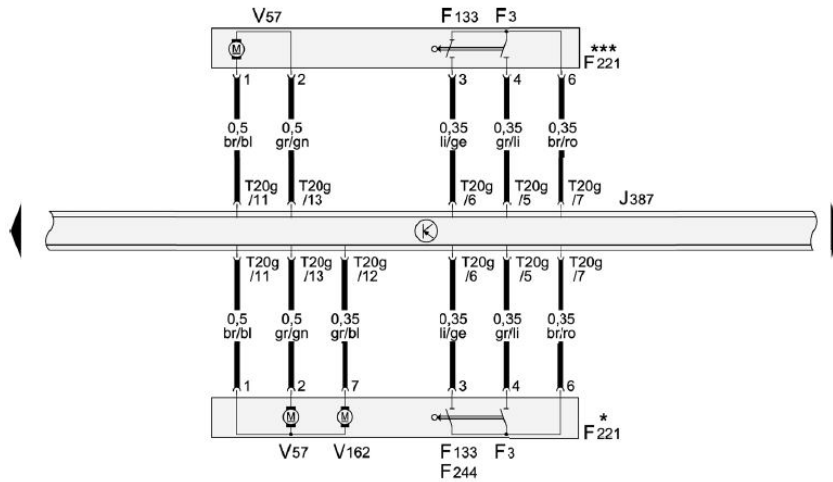 V57 F133 F3
***
F221
M
1 2 3 4 6
0,5 0,5 0,35 0,35 0,35
br/bl gr/gn li/ge gr/li br/ro
T20g T20g T20g T20g T20g
/11 /13 /6 /5 /7
J387
T20g T20g T20g T20g T20g T20g
/11 /13 /12 /6 /5 /7
0,5 0,5 0,35 0,35 0,35 0,35
br/bl gr/gn gr/bl li/ge gr/li br/ro
1 2 7 3 4 6
M M
*
F221
V57 V162 F133 F3
F244